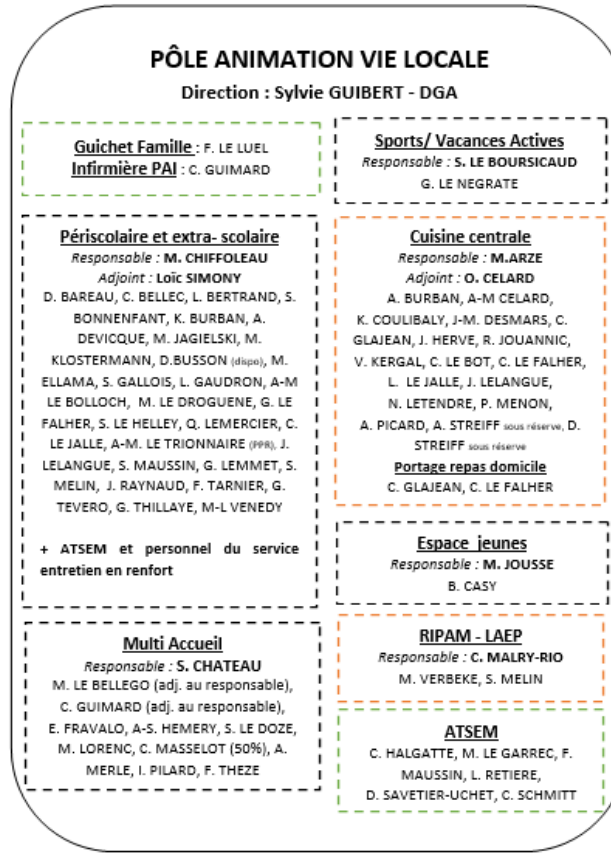 PÔLE ANIMATION VIE LOCALE
Direction : Sylvie GUIBERT - DGA
Guichet Famille : F. LE LUEL
Infirmière PAI : C. GUIMARD
Périscolaire et extra- scolaire
Responsable : M. CHIFFOLEAU
Adjoint : Loïc SIMONY
D. BAREAU, C. BELLEC, L. BERTRAND, S.
BONNENFANT, K. BURBAN, A.
DEVICQUE, M. JAGIELSKI, M.
KLOSTERMANN, D.BUSSON (dispo), M.
ELLAMA, S. GALLOIS, L. GAUDRON, A-M
LE BOLLOCH, M. LE DROGUENE, G. LE
FALHER, S. LE HELLEY, Q. LEMERCIER, C.
LE JALLE, A-M. LE TRIONNAIRE (PPR), J.
LELANGUE, S. MAUSSIN, G. LEMMET, S.
MELIN, J. RAYNAUD, F. TARNIER, G.
TEVERO, G. THILLAYE, M-L VENEDY
+ ATSEM et personnel du service
entretien en renfort
Multi Accueil
Responsable : S. CHATEAU
M. LE BELLEGO (adj. au responsable),
C. GUIMARD (adj. au responsable),
E. FRAVALO, A-S. HEMERY, S. LE DOZE,
M. LORENC, C. MASSELOT (50%), A.
MERLE, I. PILARD, F. THEZE
Sports/ Vacances Actives
Responsable : S. LE BOURSICAUD
G. LE NEGRATE
Cuisine centrale
Responsable : M.ARZE
Adjoint : O. CELARD
A. BURBAN, A-M CELARD,
K. COULIBALY, J-M. DESMARS, C.
GLAJEAN, J. HERVE, R. JOUANNIC,
V. KERGAL, C. LE BOT, C. LE FALHER,
L. LE JALLE, J. LELANGUE,
N. LETENDRE, P. MENON,
A. PICARD, A. STREIFF sous réserve, D.
STREIFF sous réserve
Portage repas domicile
C. GLAJEAN, C. LE FALHER
Espace jeunes
Responsable : M. JOUSSE
B. CASY
RIPAM - LAEP
Responsable : C. MALRY-RIO
M. VERBEKE, S. MELIN
ATSEM
C. HALGATTE, M. LE GARREC, F.
MAUSSIN, L. RETIERE,
D. SAVETIER-UCHET, C. SCHMITT